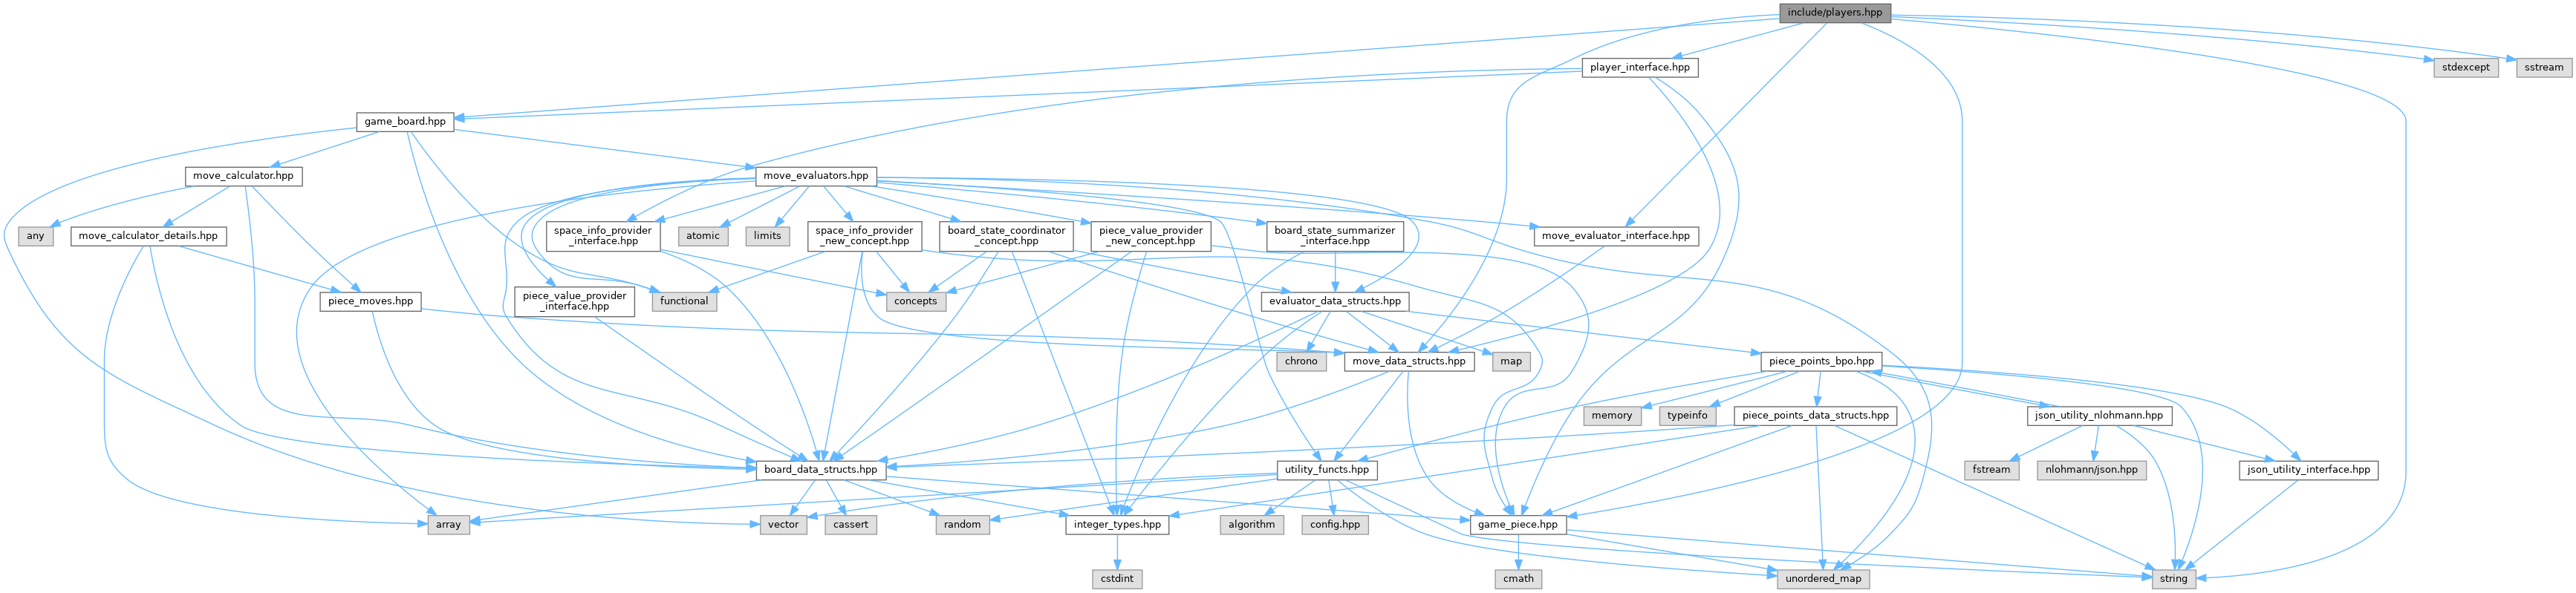 include/players.hpp
player_interface.hpp
stdexcept
sstream
game_board.hpp
move_calculator.hpp
move_evaluators.hpp
any
move_calculator_details.hpp
space_info_provider
_interface.hpp
atomic
limits
space_info_provider
_new_concept.hpp
board_state_coordinator
_concept.hpp
piece_value_provider
_new_concept.hpp
board_state_summarizer
_interface.hpp
move_evaluator_interface.hpp
piece_moves.hpp
piece_value_provider
_interface.hpp
functional
concepts
evaluator_data_structs.hpp
chrono
move_data_structs.hpp
map
piece_points_bpo.hpp
memory
typeinfo
piece_points_data_structs.hpp
json_utility_nlohmann.hpp
board_data_structs.hpp
utility_functs.hpp
fstream
nlohmann/json.hpp
json_utility_interface.hpp
array
vector
cassert
random
integer_types.hpp
algorithm
config.hpp
game_piece.hpp
cstdint
cmath
unordered_map
string